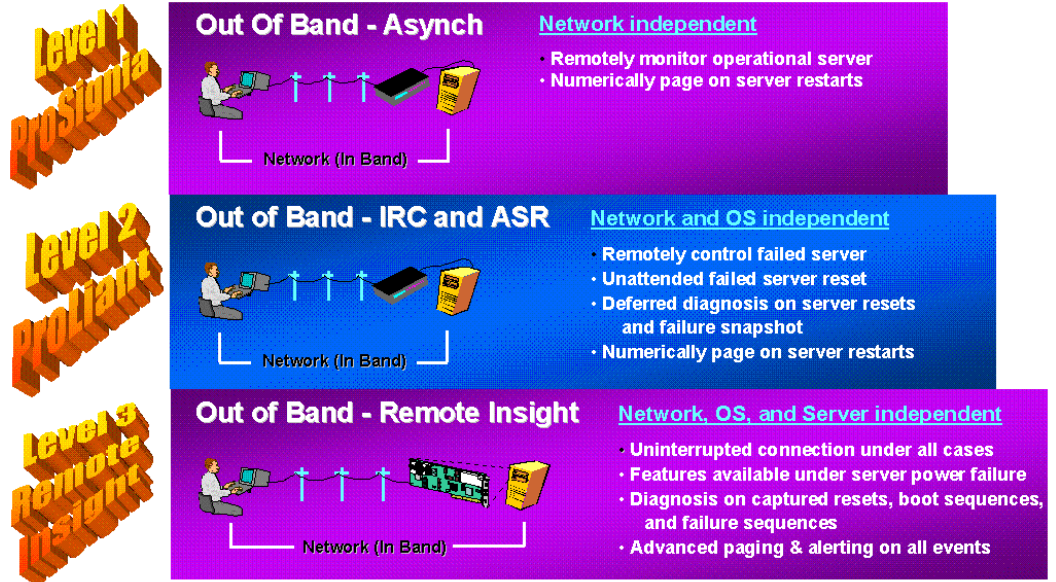 Level 1
ProSignia
Out Of Band - Asynch
Network (In Band)
Network independent
• Remotely monitor operational server
• Numerically page on server restarts
Level 2
ProLiant
Out of Band - IRC and ASR
Network (In Band)
Network and OS independent
• Remotely control failed server
• Unattended failed server reset
• Deferred diagnosis on server resets
and failure snapshot
• Numerically page on server restarts
Level 3
Remote
Insight
Out of Band - Remote Insight
Network (In Band)
Network, OS, and Server independent
• Uninterrupted connection under all cases
• Features available under server power failure
• Diagnosis on captured resets, boot sequences,
and failure sequences
• Advanced paging & alerting on all events